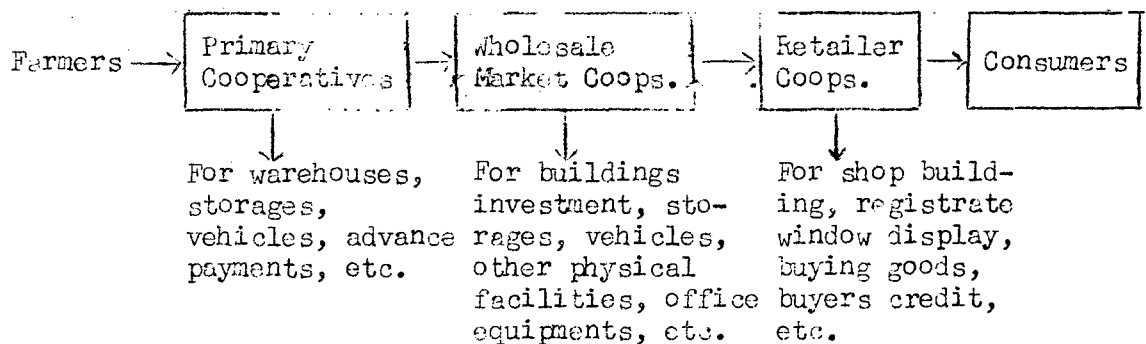 Farmers
Primary
Cooperatives
Wholesale
Market Coops.
Retailer
Coops.
Consumers
For warehouses,
storages,
vehicles, advance
payments, etc.
For buildings
investment, sto-
rages, vehicles,
other physical
facilities, office
equipments, etc.
For shop build-
ing, registrate
window display,
buying goods,
buyers credit,
etc.